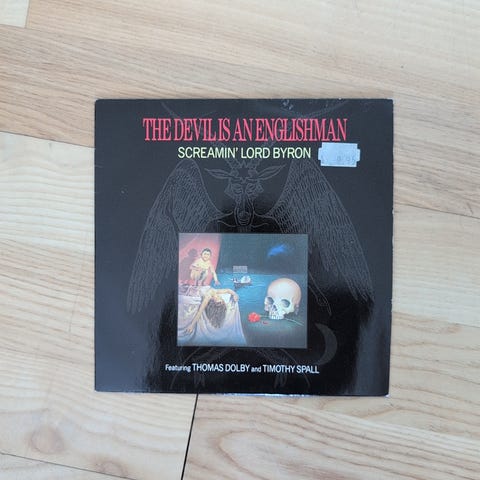 THE DEVIL IS AN ENGLISHMAN
SCREAMIN' LORD BYRON
Featuring THOMAS DOLBY and TIMOTHY SPALL